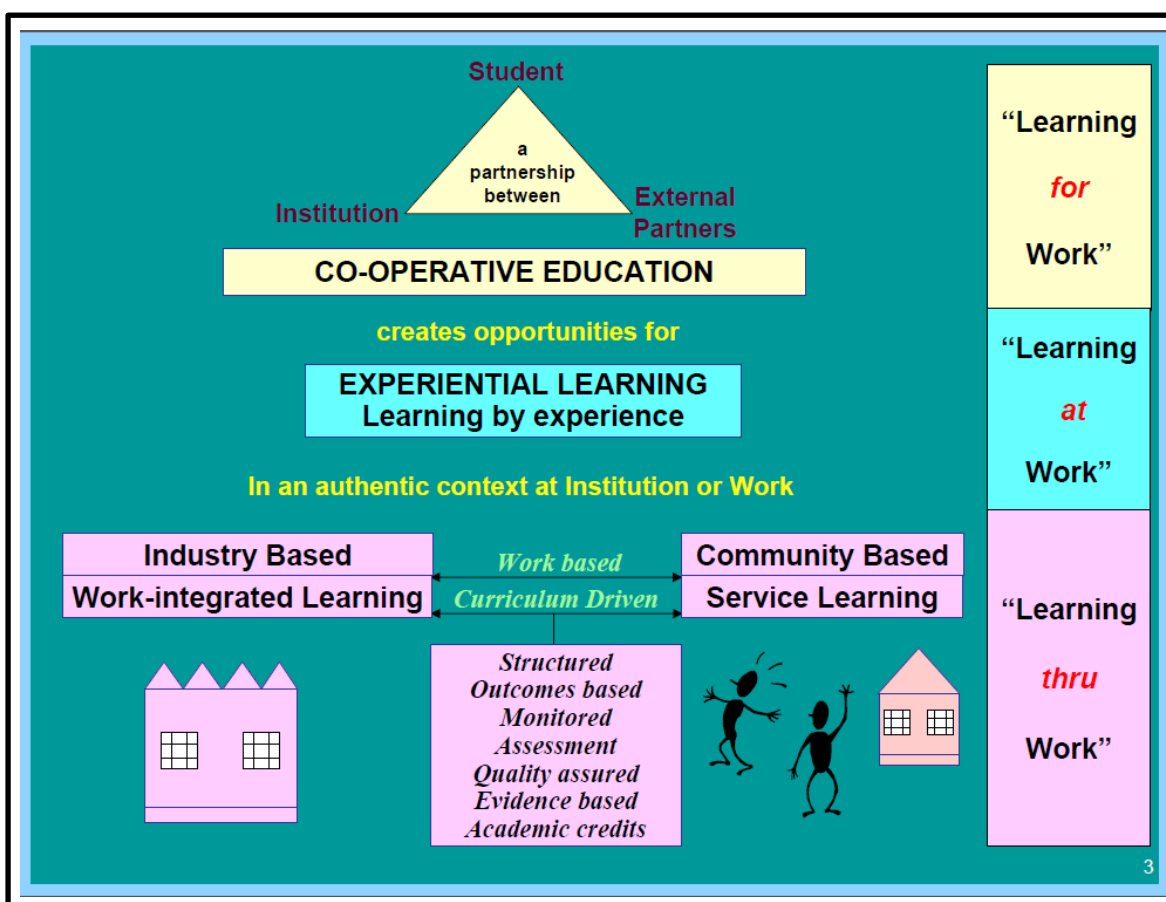 Student
a
partnership
between
Institution
External
Partners
CO-OPERATIVE EDUCATION
creates opportunities for
EXPERIENTIAL LEARNING
Learning by experience
In an authentic context at Institution or Work
Industry Based
Work-integrated Learning
Work based
Curriculum Driven
Community Based
Service Learning
Structured
Outcomes based
Monitored
Assessment
Quality assured
Evidence based
Academic credits
“Learning
for
Work”
“Learning
at
Work”
“Learning
thru
Work”
3